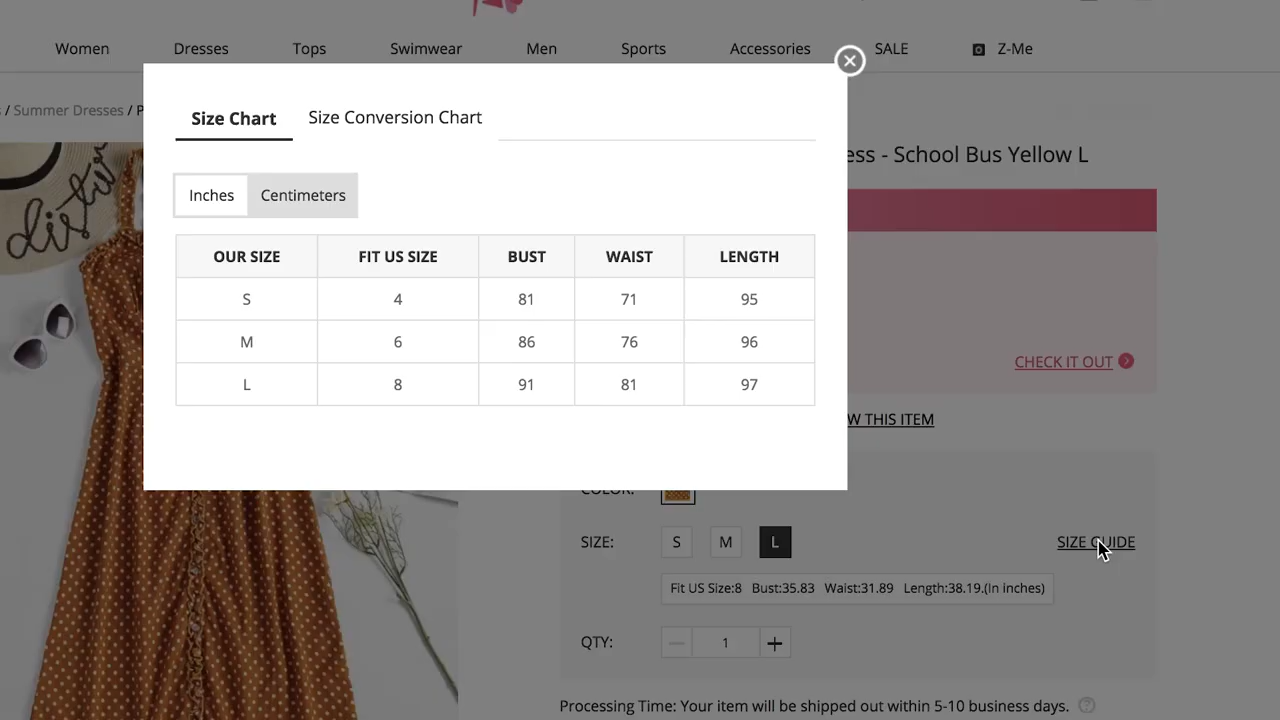 Women Dresses Tops Swimwear Men Sports Accessories SALE Z-Me
/ Summer Dresses / P
Size Chart Size Conversion Chart
ess - School Bus Yellow L
Inches Centimeters
OUR SIZE FIT US SIZE BUST WAIST LENGTH
S 4 81 71 95
M 6 86 76 96
L 8 91 81 97
CHECK IT OUT
W THIS ITEM
COLOR:
SIZE: S M L SIZE GUIDE
Fit US Size:8 Bust:35.83 Waist:31.89 Length:38.19.(In inches)
QTY: 1
Processing Time: Your item will be shipped out within 5-10 business days.